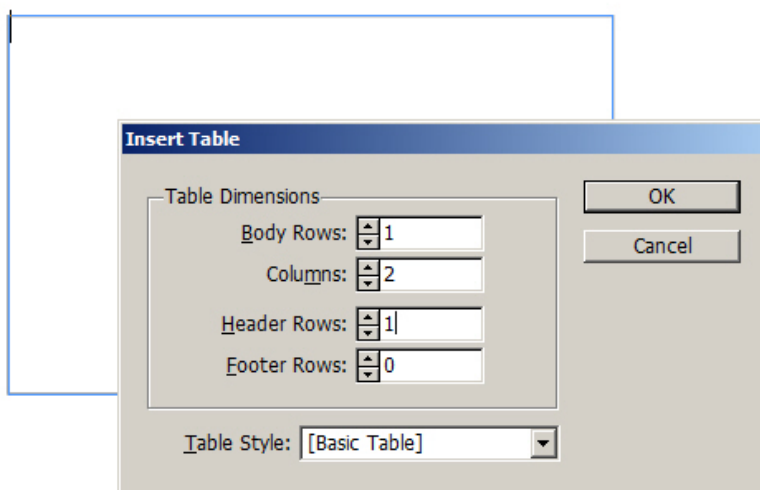 Insert Table
Table Dimensions
Body Rows: 1
Columns: 2
Header Rows: 1
Footer Rows: 0
Table Style: [Basic Table]
OK
Cancel